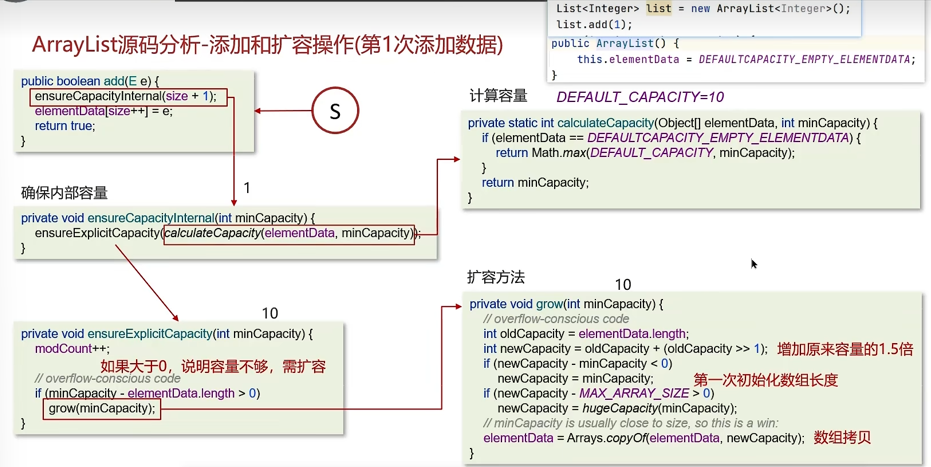 ArrayList源码分析-添加和扩容操作(第1次添加数据)
List<Integer> list = new ArrayList<Integer>();
list.add(1);
public ArrayList() {
this.elementData = DEFAULTCAPACITY_EMPTY_ELEMENTDATA;
}
public boolean add(E e) {
ensureCapacityInternal(size + 1);
elementData[size++] = e;
return true;
}
S
计算容量 DEFAULT_CAPACITY=10
private static int calculateCapacity(Object[] elementData, int minCapacity) {
if (elementData == DEFAULTCAPACITY_EMPTY_ELEMENTDATA) {
return Math.max(DEFAULT_CAPACITY, minCapacity);
}
return minCapacity;
}
1
确保内部容量
private void ensureCapacityInternal(int minCapacity) {
ensureExplicitCapacity(calculateCapacity(elementData, minCapacity));
}
10
private void ensureExplicitCapacity(int minCapacity) {
modCount++;
如果大于0，说明容量不够，需扩容
// overflow-conscious code
if (minCapacity - elementData.length > 0)
grow(minCapacity);
}
扩容方法
10
private void grow(int minCapacity) {
// overflow-conscious code
int oldCapacity = elementData.length;
int newCapacity = oldCapacity + (oldCapacity >> 1); 增加原来容量的1.5倍
if (newCapacity - minCapacity < 0)
newCapacity = minCapacity; 第一次初始化数组长度
if (newCapacity - MAX_ARRAY_SIZE > 0)
newCapacity = hugeCapacity(minCapacity);
// minCapacity is usually close to size, so this is a win:
elementData = Arrays.copyOf(elementData, newCapacity); 数组拷贝
}